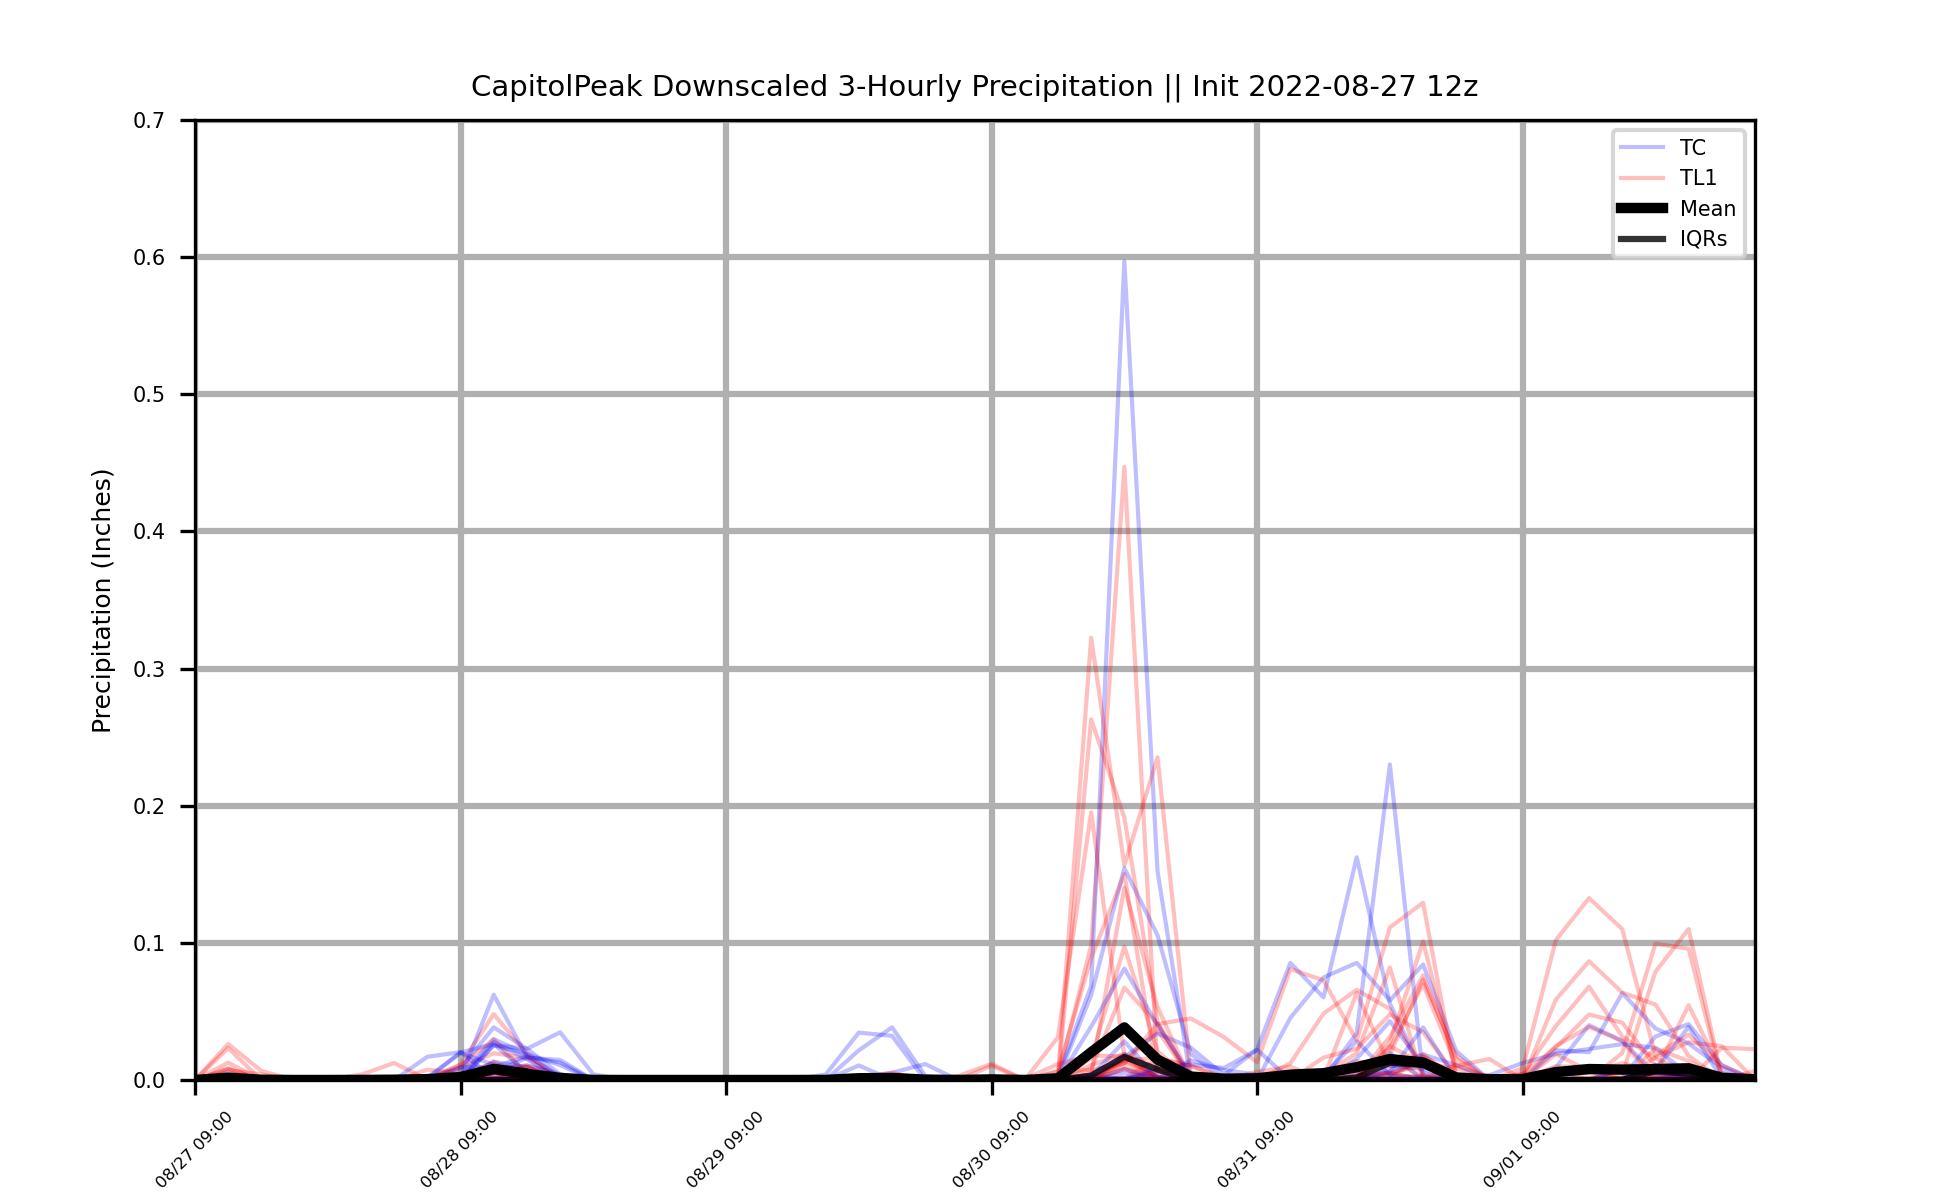 CapitolPeak Downscaled 3-Hourly Precipitation || Init 2022-08-27 12z
TC
TL1
Mean
IQRs
Precipitation (Inches)
0.7
0.6
0.5
0.4
0.3
0.2
0.1
0.0
08/27 09:00
08/28 09:00
08/29 09:00
08/30 09:00
08/31 09:00
09/01 09:00